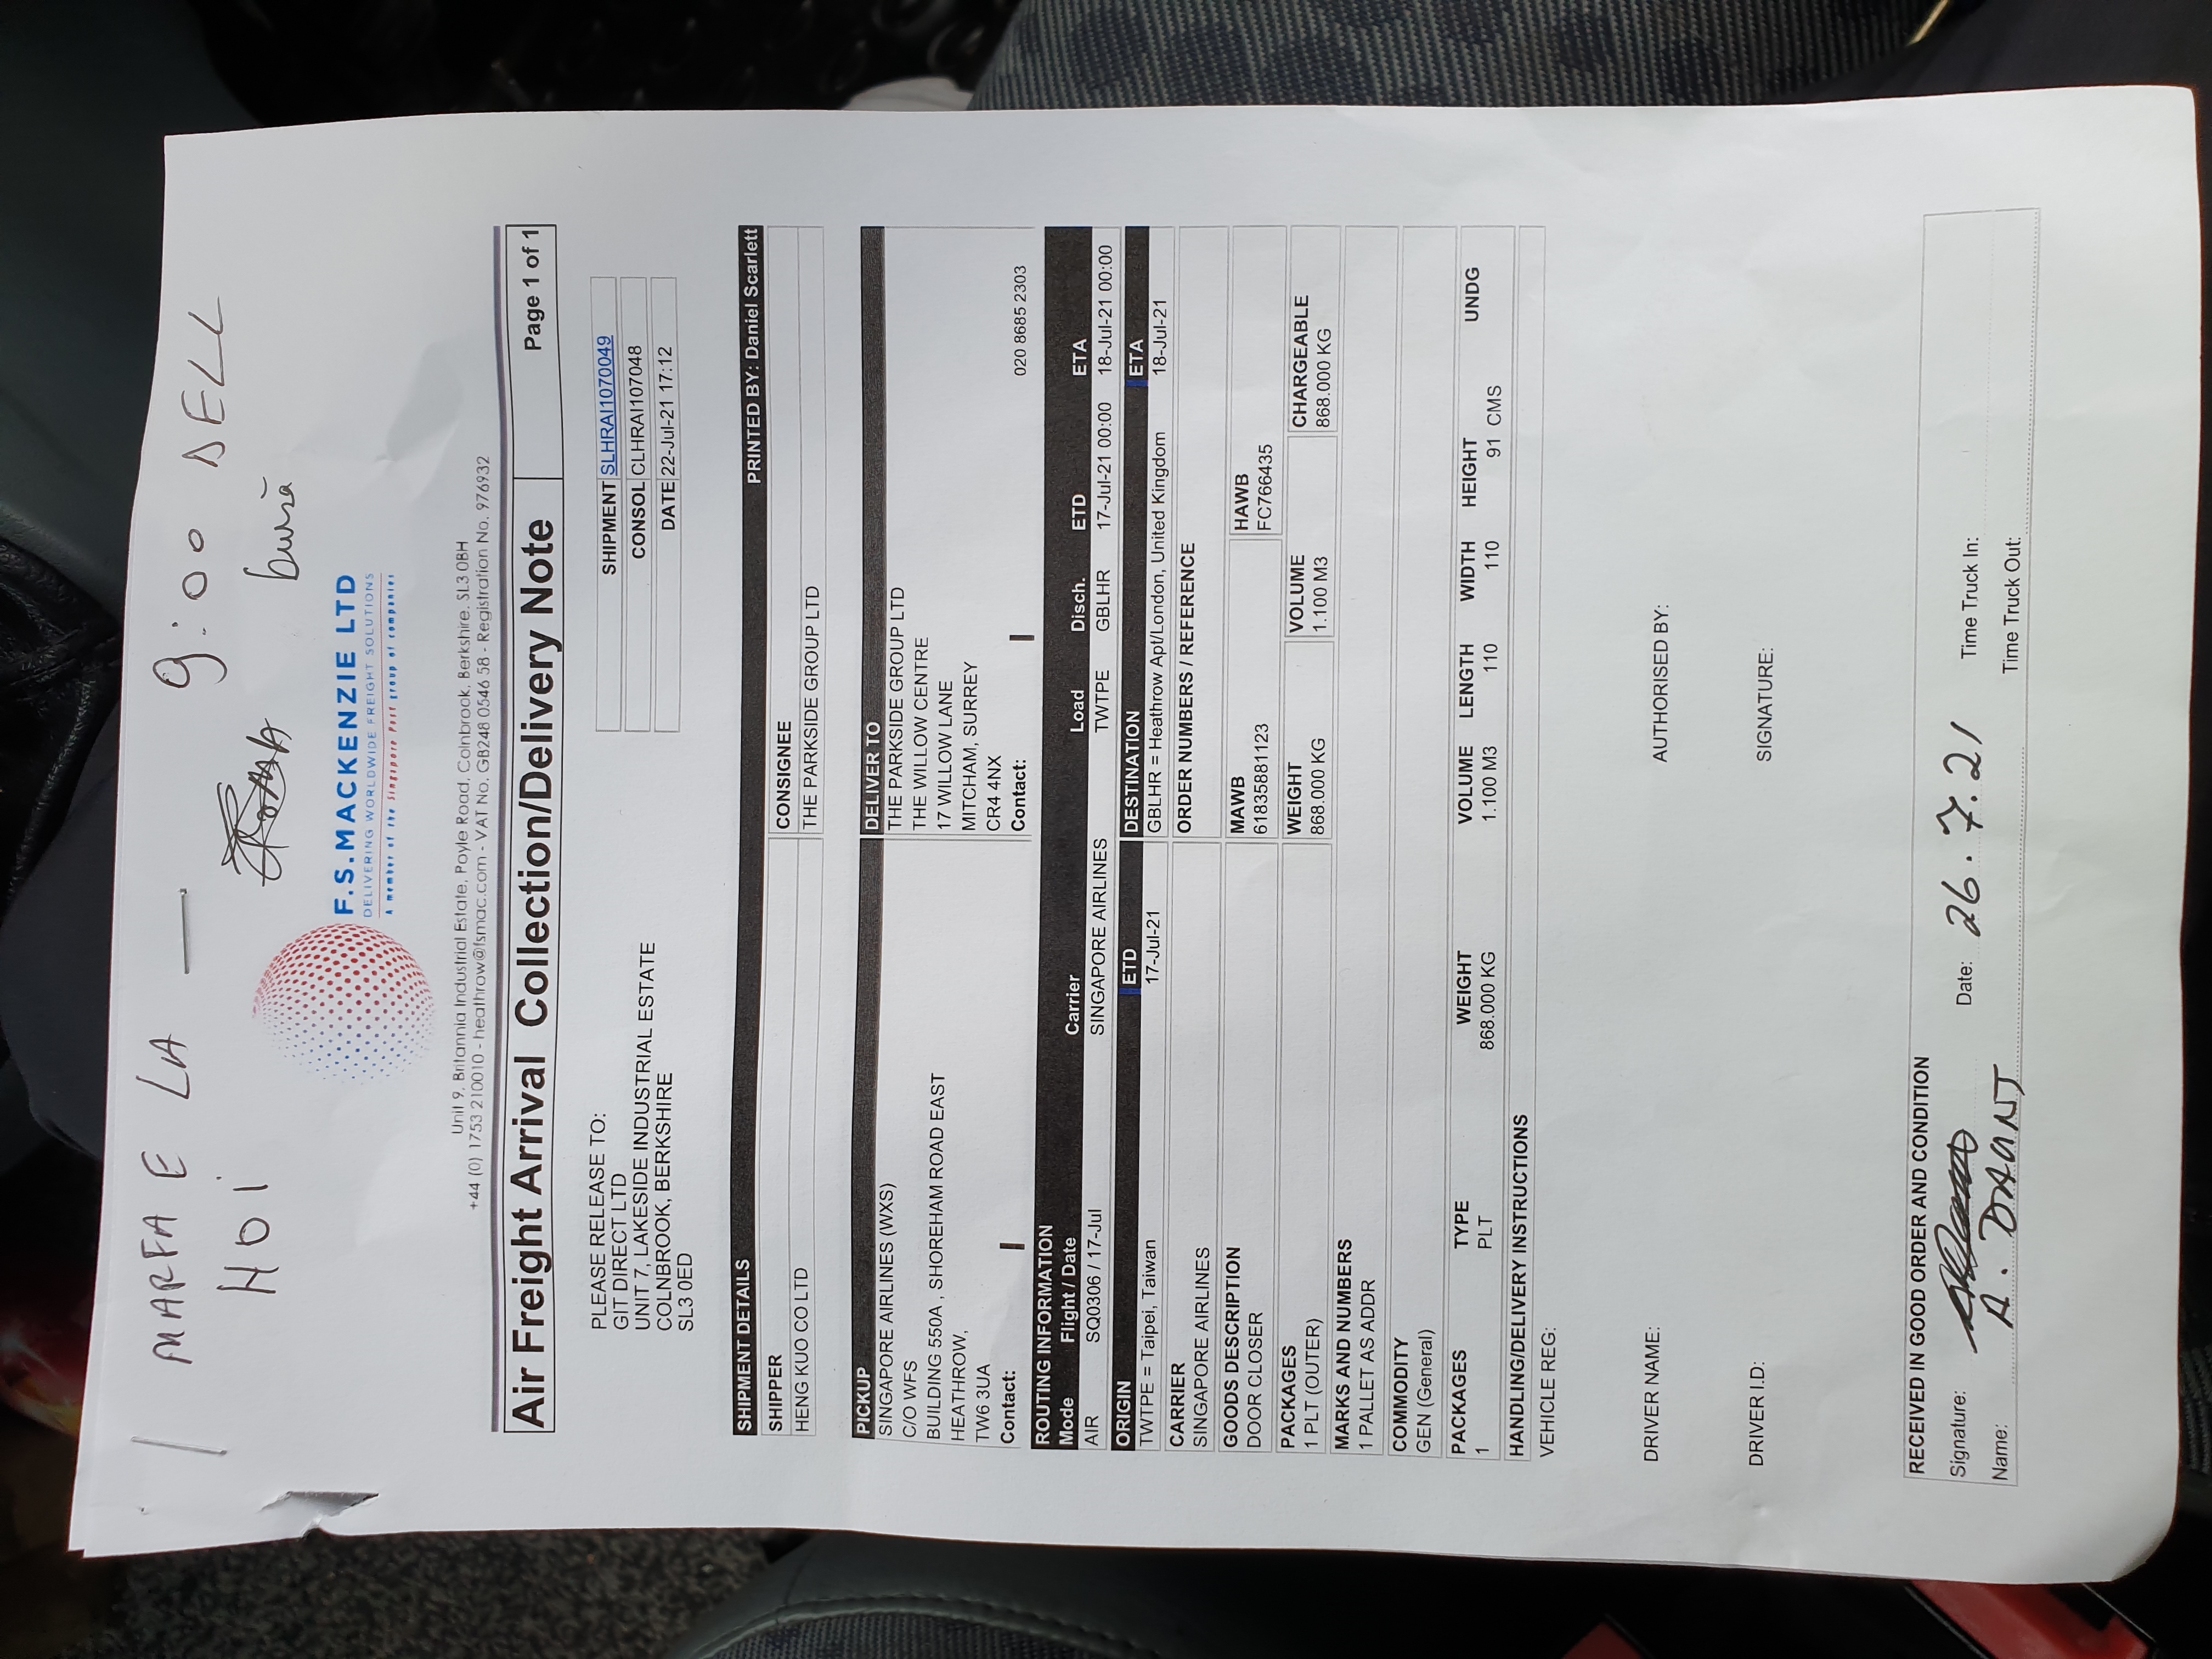 MARFA E LA
9:00 DELL
HOi
bursă
F.S.MACKENZIE LTD
DELIVERING WORLDWIDE FREIGHT SOLUTIONS
A member of the Singapore Post group of companies
Unit 9, Britannia Industrial Estate, Poyle Road, Colnbrook, Berkshire. SL3 0BH
+44 (0) 1753 210010 - heathrow@fsmac.com - VAT No. GB248 0546 58 - Registration No. 976932
Air Freight Arrival Collection/Delivery Note Page 1 of 1
PLEASE RELEASE TO:
GIT DIRECT LTD
UNIT 7, LAKESIDE INDUSTRIAL ESTATE
COLNBROOK, BERKSHIRE
SL3 0ED
SHIPMENT SLHRAI1070049
CONSOL CLHRAI107048
DATE 22-Jul-21 17:12
SHIPMENT DETAILS PRINTED BY: Daniel Scarlett
SHIPPER
HENG KUO CO LTD
CONSIGNEE
THE PARKSIDE GROUP LTD
PICKUP
SINGAPORE AIRLINES (WXS)
C/O WFS
BUILDING 550A , SHOREHAM ROAD EAST
HEATHROW,
TW6 3UA
Contact:
DELIVER TO
THE PARKSIDE GROUP LTD
THE WILLOW CENTRE
17 WILLOW LANE
MITCHAM, SURREY
CR4 4NX
Contact: 020 8685 2303
ROUTING INFORMATION
Mode Flight / Date Carrier Load Disch. ETD ETA
AIR SQ0306 / 17-Jul SINGAPORE AIRLINES TWTPE GBLHR 17-Jul-21 00:00 18-Jul-21 00:00
ORIGIN ETD DESTINATION ETA
TWTPE = Taipei, Taiwan 17-Jul-21 GBLHR = Heathrow Apt/London, United Kingdom 18-Jul-21
CARRIER
SINGAPORE AIRLINES
ORDER NUMBERS / REFERENCE
GOODS DESCRIPTION
DOOR CLOSER
MAWB
61835881123
HAWB
FC766435
PACKAGES
1 PLT (OUTER)
WEIGHT
868.000 KG
VOLUME
1.100 M3
CHARGEABLE
868.000 KG
MARKS AND NUMBERS
1 PALLET AS ADDR
COMMODITY
GEN (General)
PACKAGES TYPE WEIGHT VOLUME LENGTH WIDTH HEIGHT UNDG
1 PLT 868.000 KG 1.100 M3 110 110 91 CMS
HANDLING/DELIVERY INSTRUCTIONS
VEHICLE REG:
DRIVER NAME:
AUTHORISED BY:
DRIVER I.D:
SIGNATURE:
RECEIVED IN GOOD ORDER AND CONDITION
Signature: Date: 26.7.21 Time Truck In:
Name: A. DAUNT Time Truck Out: